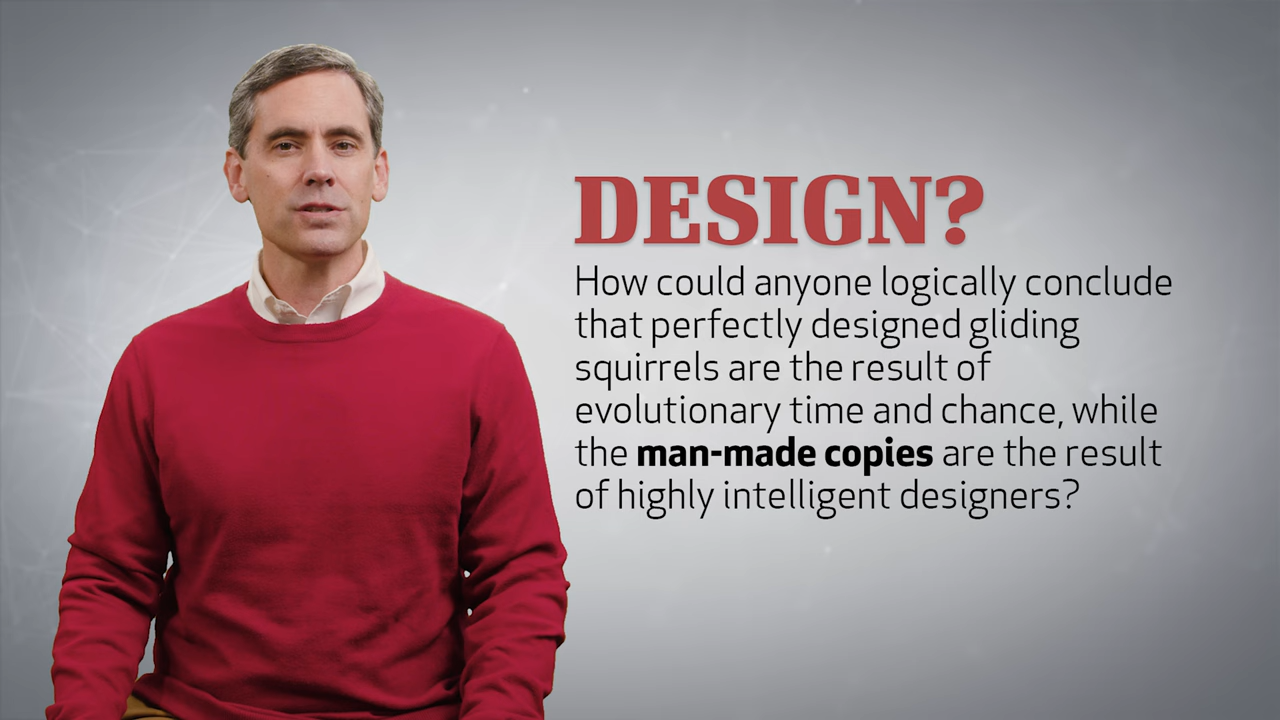 DESIGN?
How could anyone logically conclude
that perfectly designed gliding
squirrels are the result of
evolutionary time and chance, while
the man-made copies are the result
of highly intelligent designers?